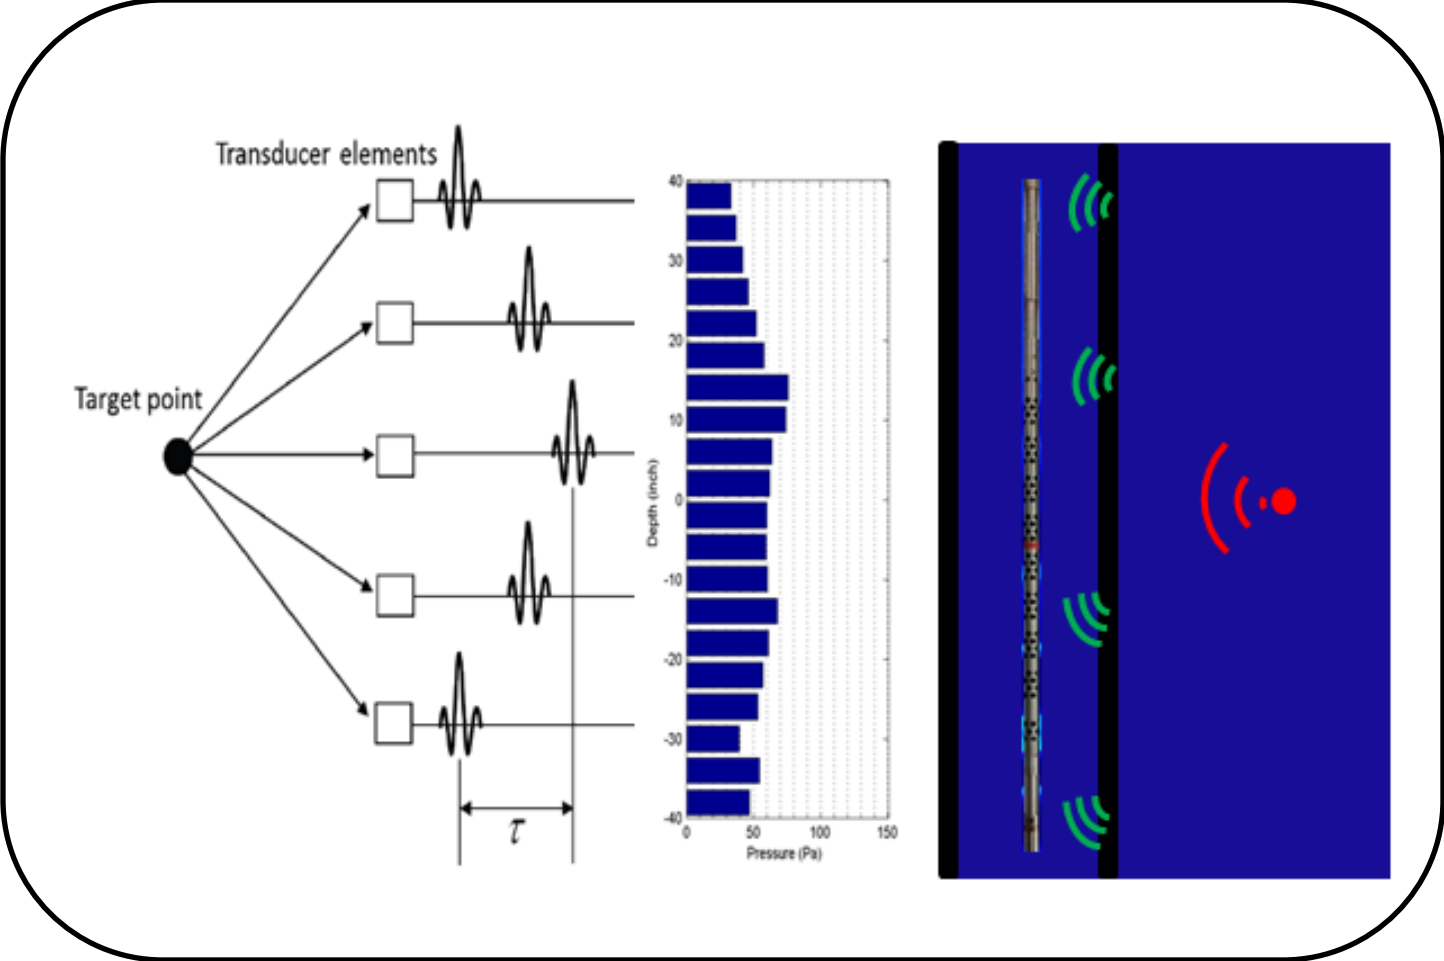 Transducer elements
Target point
τ
40
30
20
10
0
-10
-20
-30
-40
Depth (inch)
0 50 100 150
Pressure (Pa)